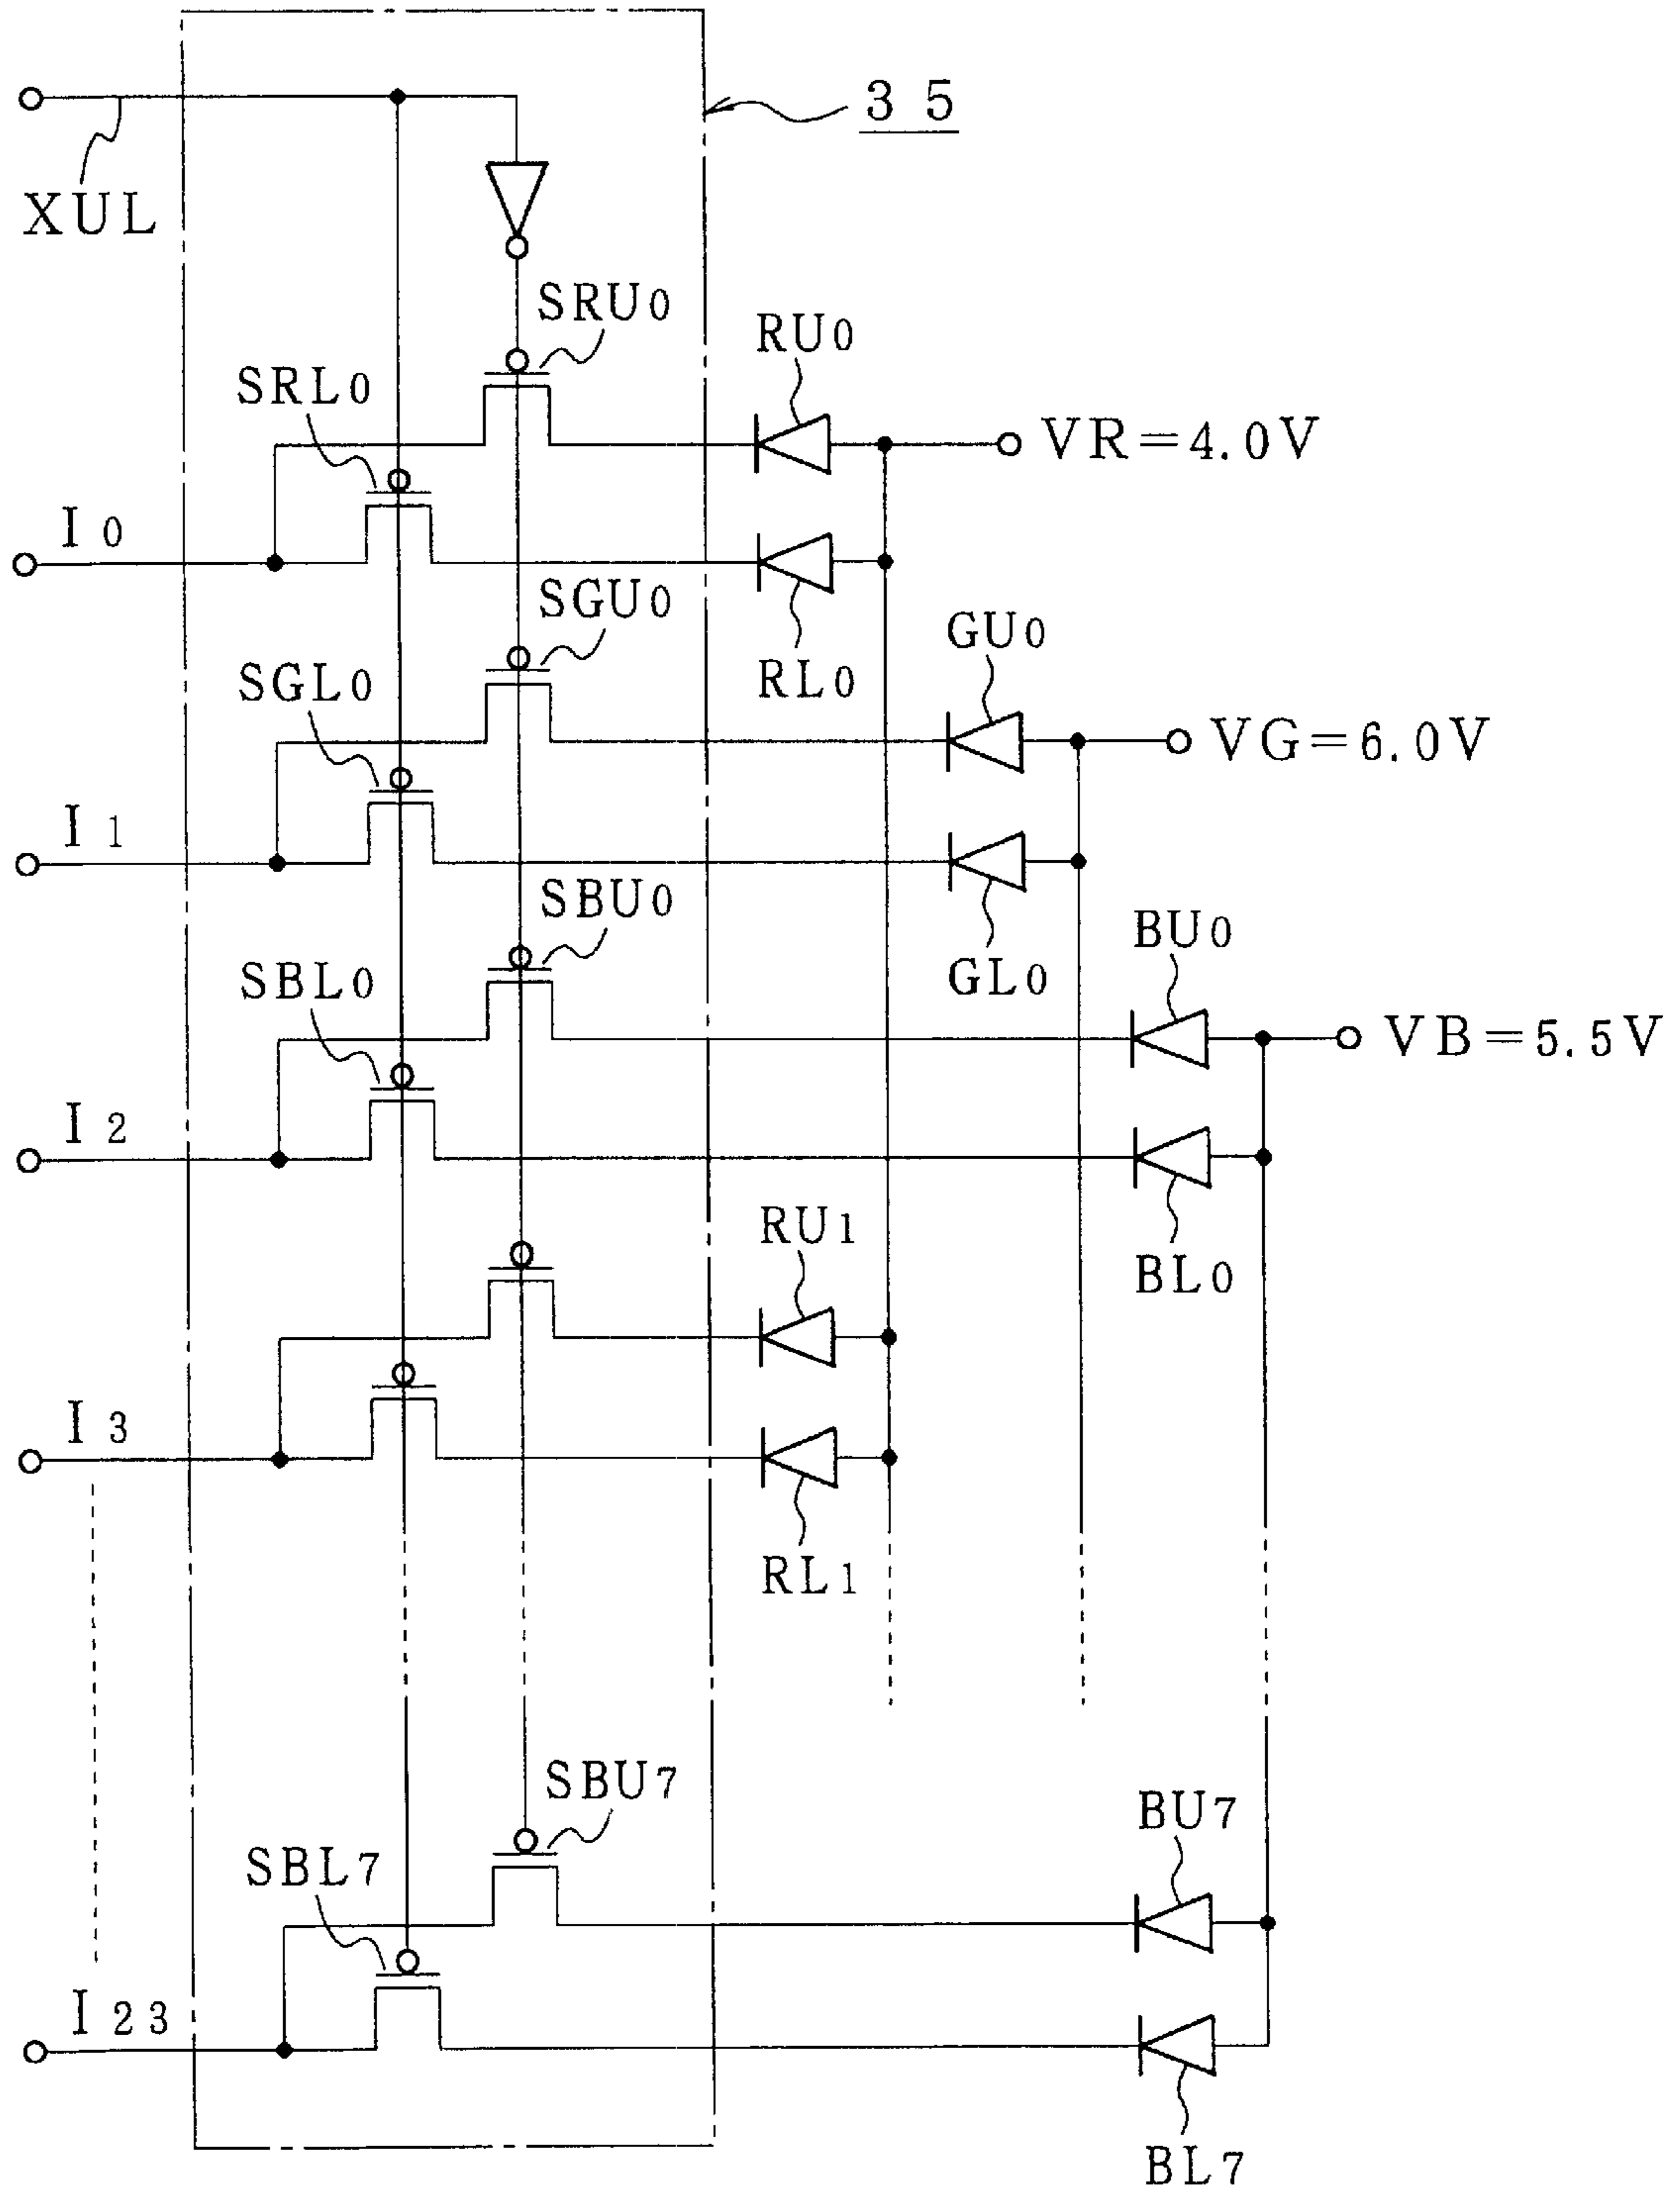 35
XUL
SRU0
RU0
SRL0
VR=4.0V
I0
SGU0
GU0
SGL0
RL0
VG=6.0V
I1
SBU0
BU0
SBL0
GL0
VB=5.5V
I2
RU1
BL0
I3
RL1
SBU7
BU7
SBL7
I23
BL7